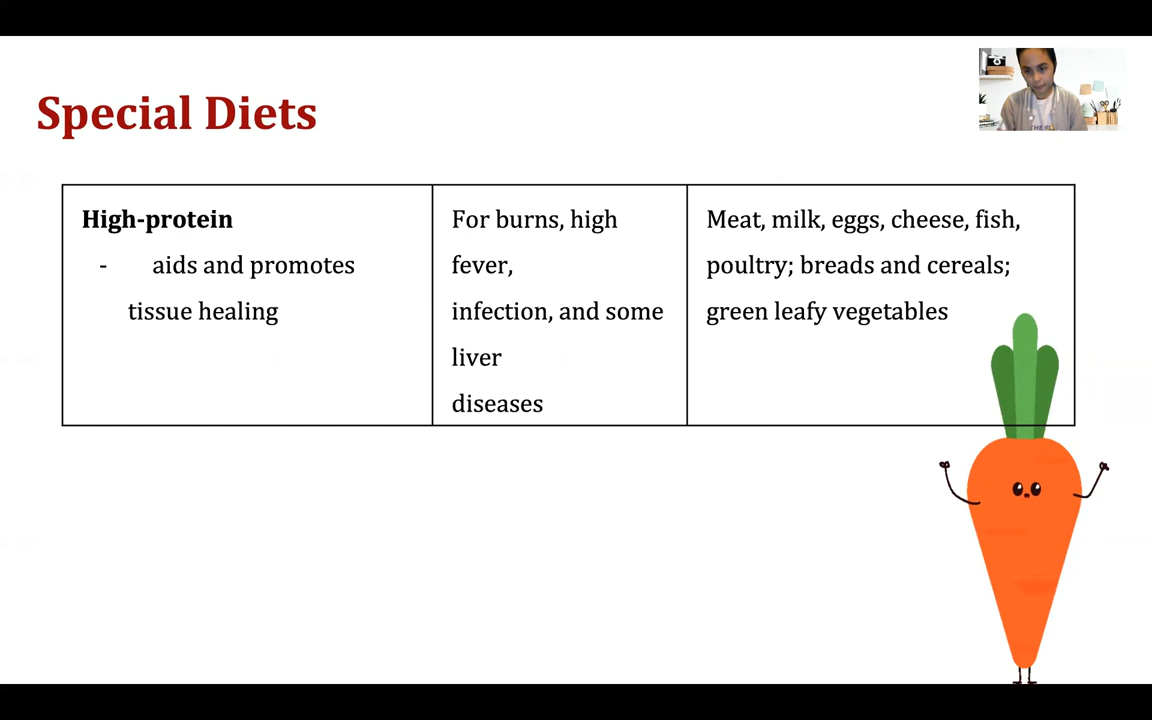 Special Diets
High-protein
- aids and promotes
tissue healing
For burns, high
fever,
infection, and some
liver
diseases
Meat, milk, eggs, cheese, fish,
poultry; breads and cereals;
green leafy vegetables